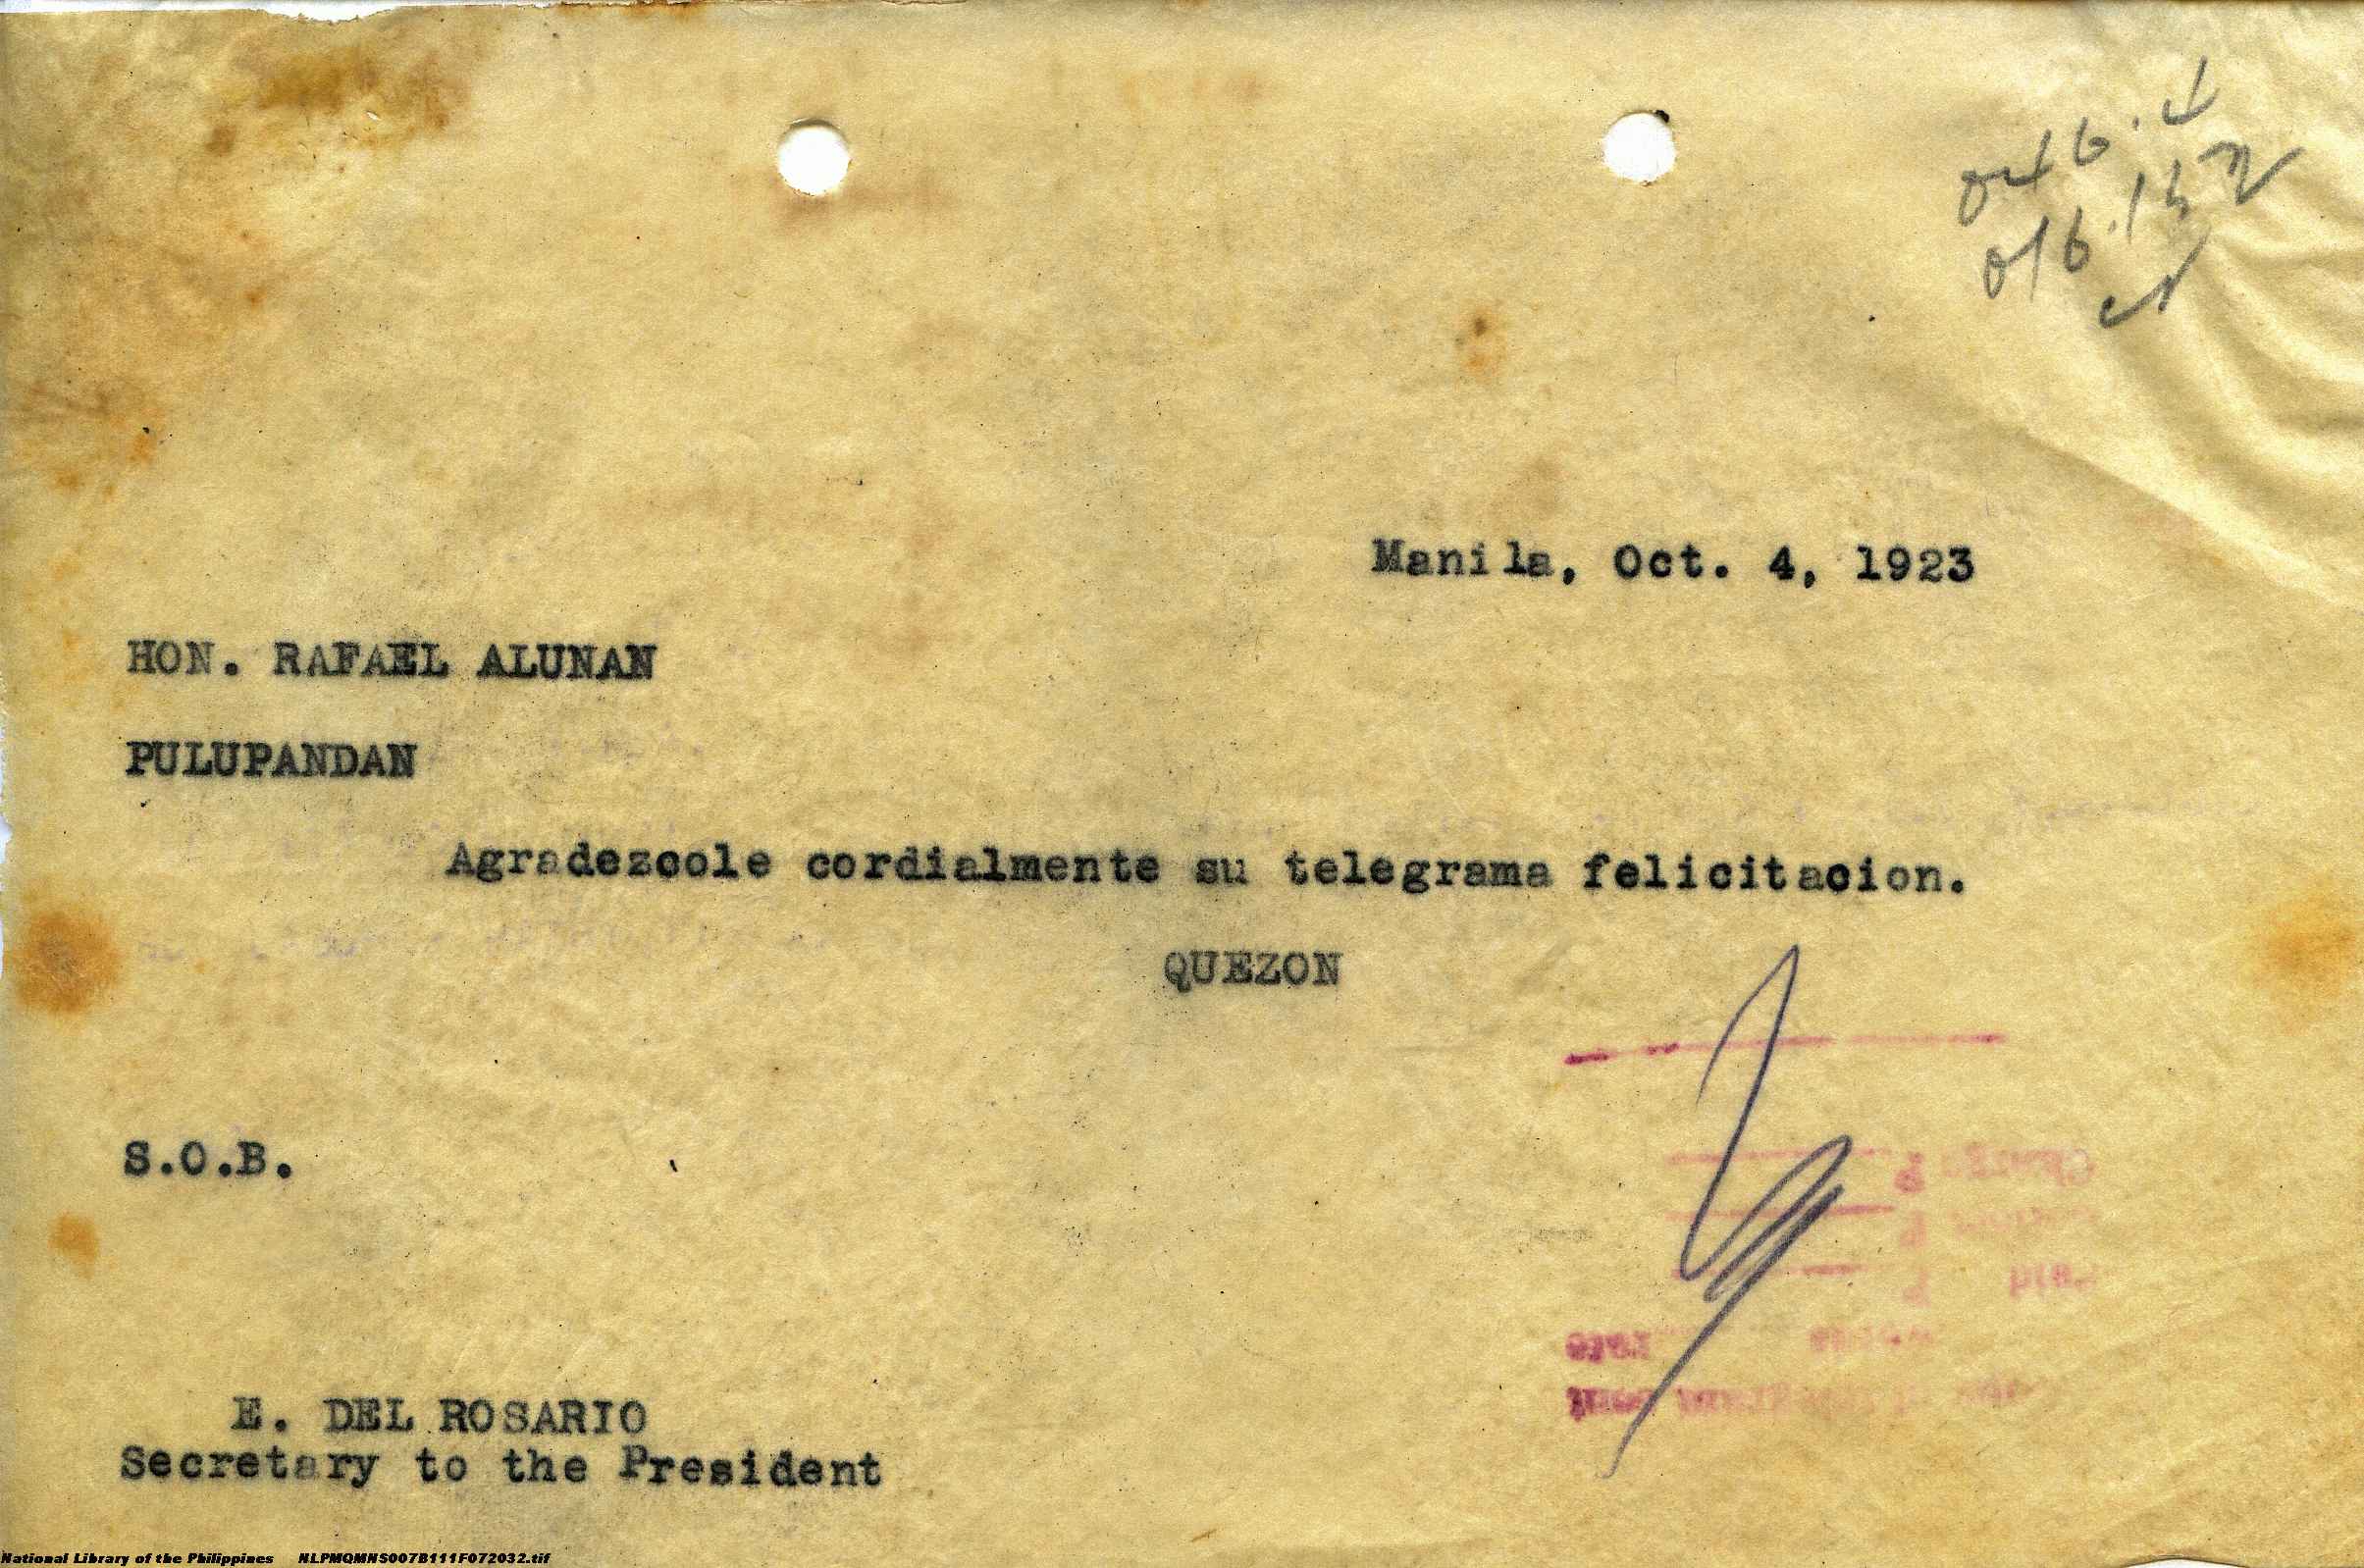 Manila, Oct. 4, 1923
HON. RAFAEL ALUNAN
PULUPANDAN
Agradezcole cordialmente su telegrama felicitacion.
QUEZON
S.O.B.
E. DEL ROSARIO
Secretary to the President
National Library of the Philippines NLPMQMNS007B111F072032.tif